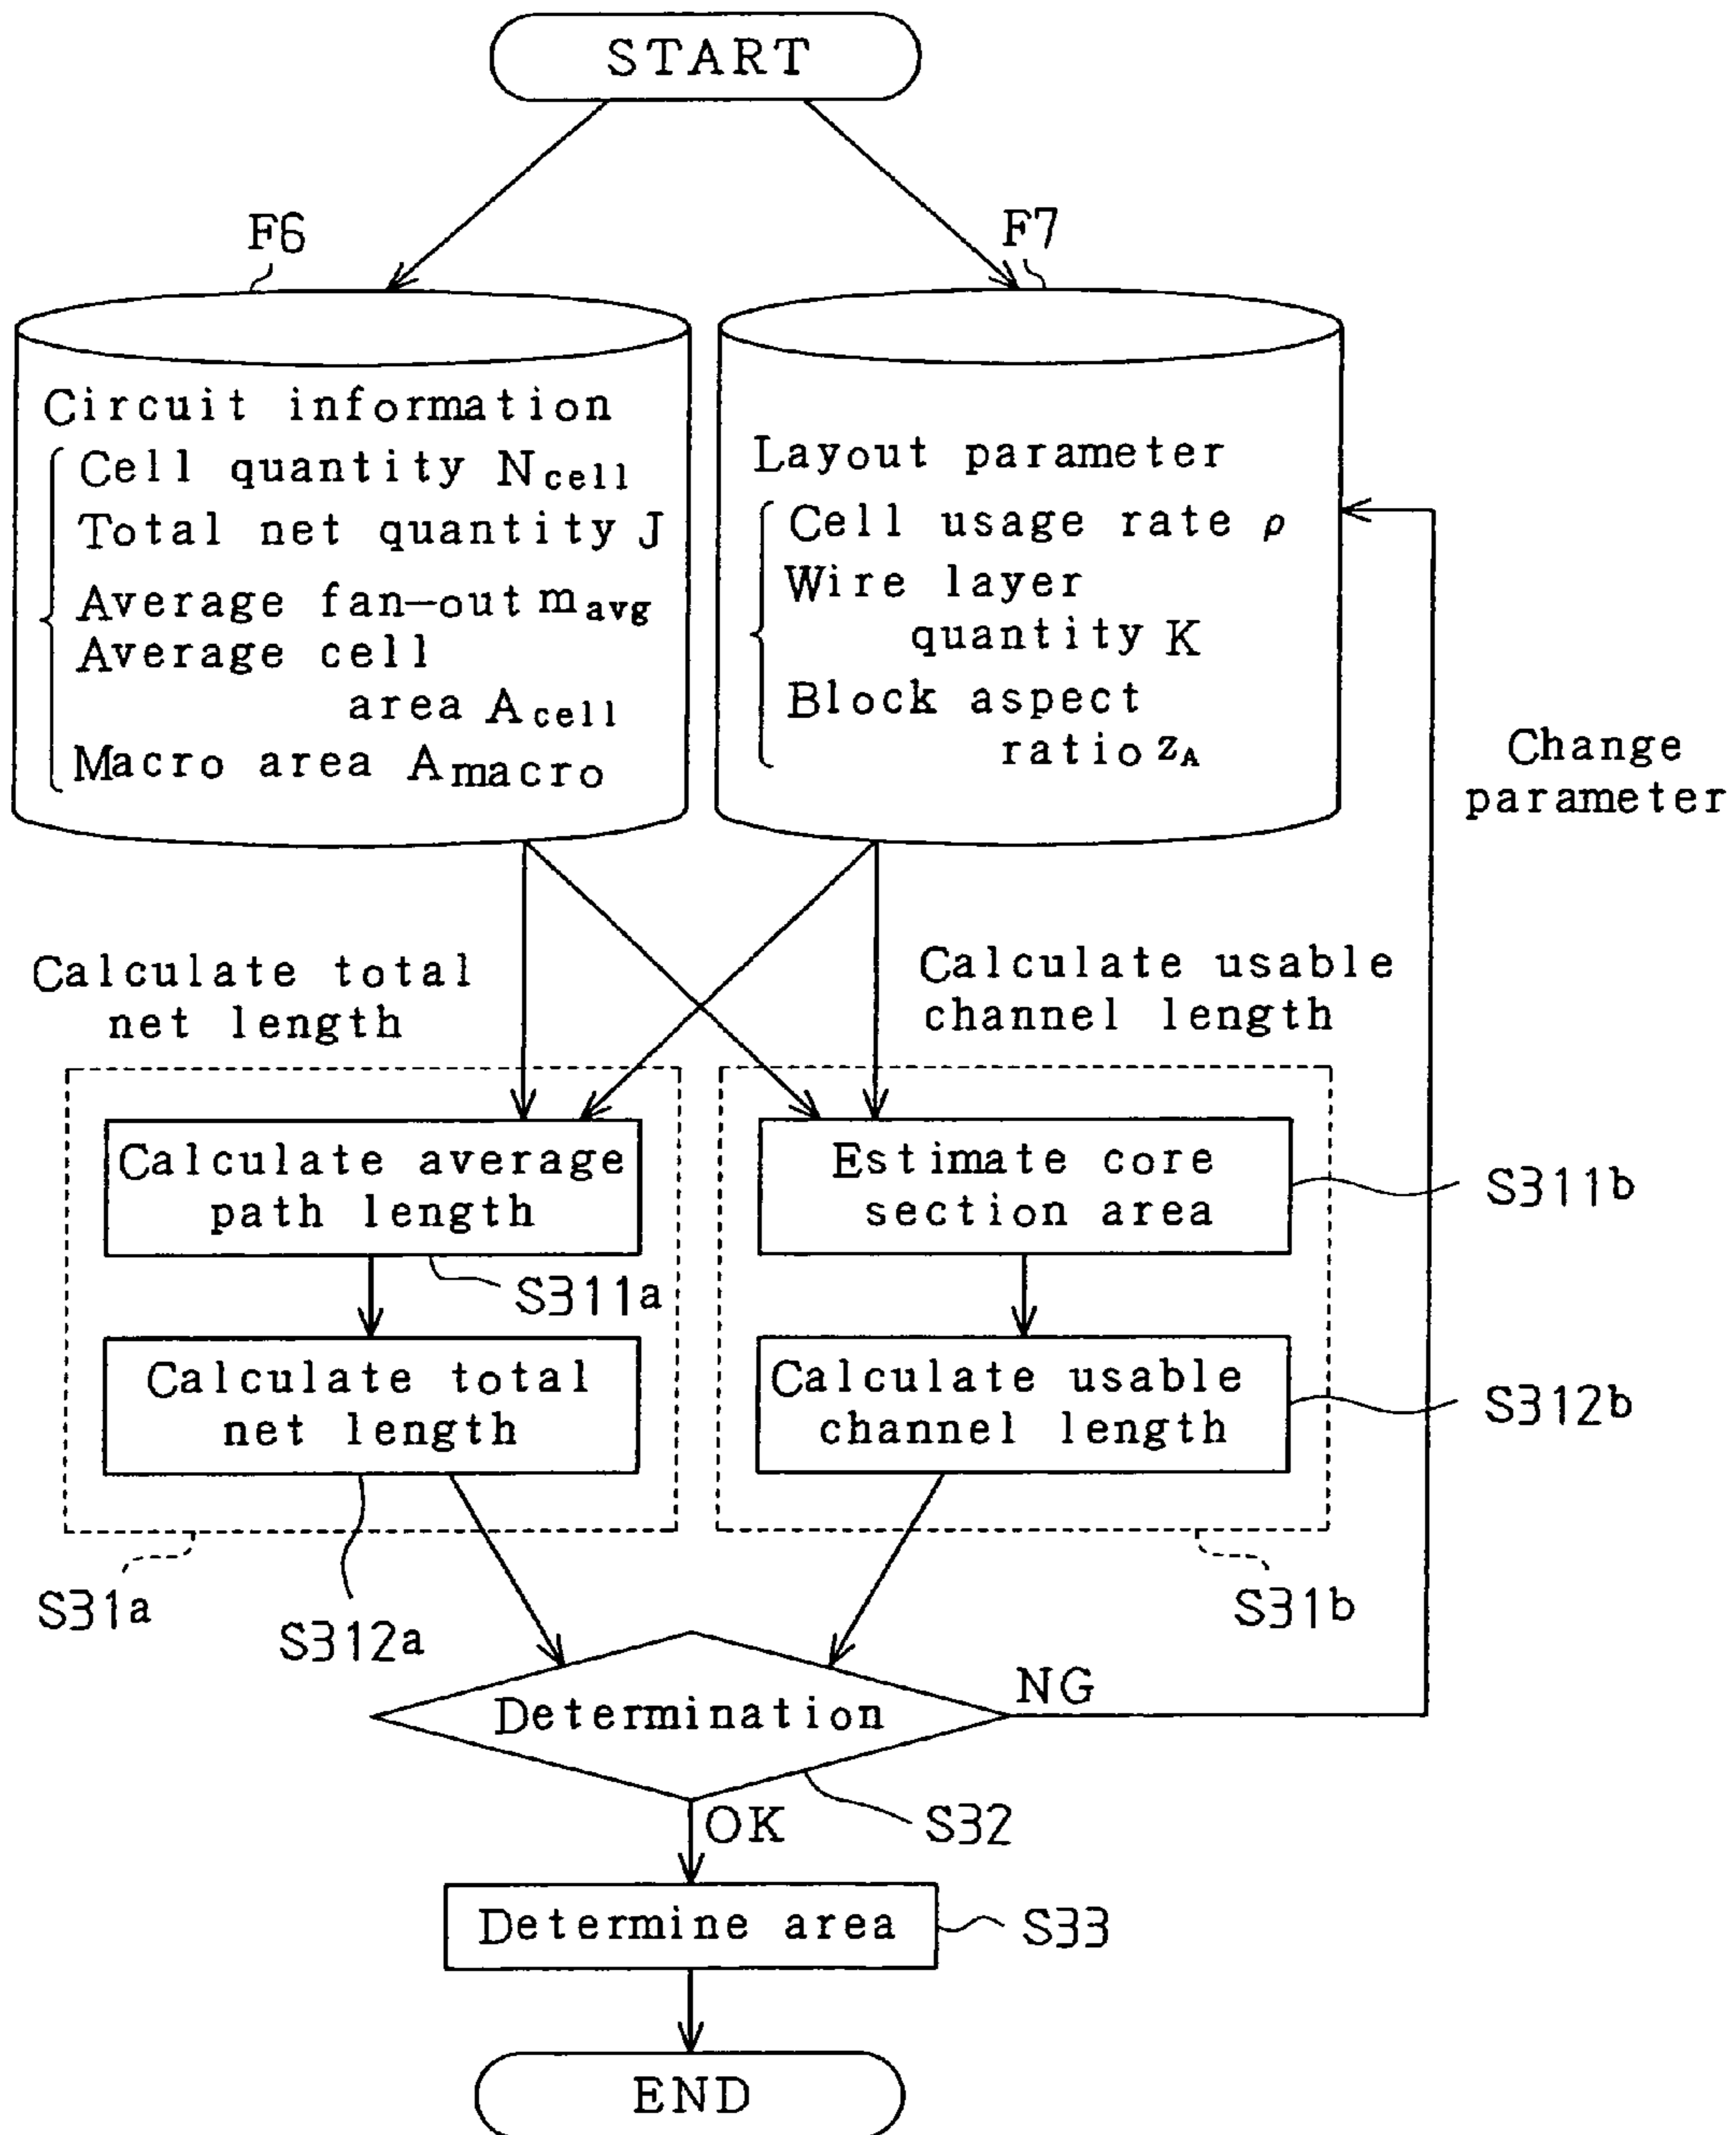 START
F6
F7
Circuit information
Cell quantity Ncell
Total net quantity J
Average fan-out mavg
Average cell
area Acell
Macro area Amacro
Layout parameter
Cell usage rate ρ
Wire layer
quantity K
Block aspect
ratio zA
Change
parameter
Calculate total
net length
Calculate usable
channel length
Calculate average
path length
S311a
Estimate core
section area
S311b
Calculate total
net length
Calculate usable
channel length
S312b
S31a
S312a
S31b
Determination
NG
S32
OK
Determine area
S33
END